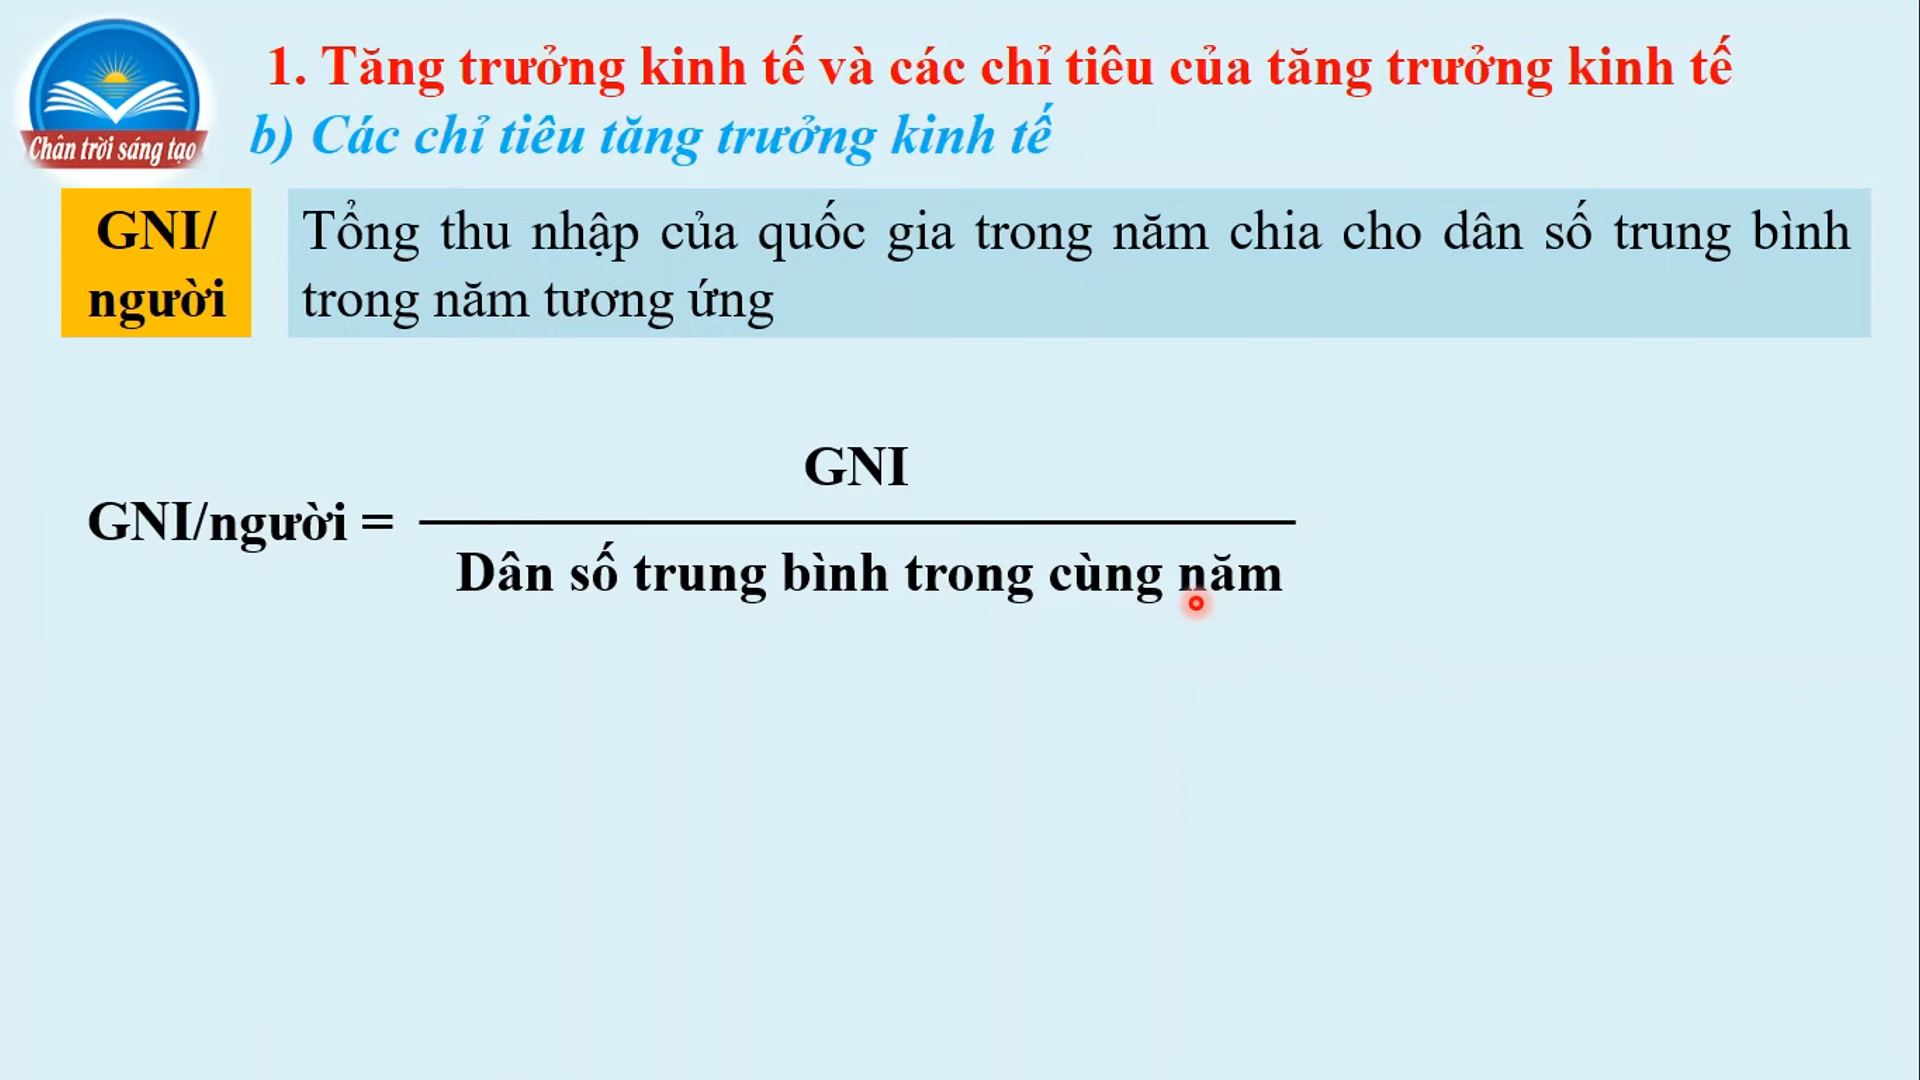 Chân trời sáng tạo
1. Tăng trưởng kinh tế và các chỉ tiêu của tăng trưởng kinh tế
b) Các chỉ tiêu tăng trưởng kinh tế
GNI/
người
Tổng thu nhập của quốc gia trong năm chia cho dân số trung bình
trong năm tương ứng
GNI
GNI/người =
Dân số trung bình trong cùng năm